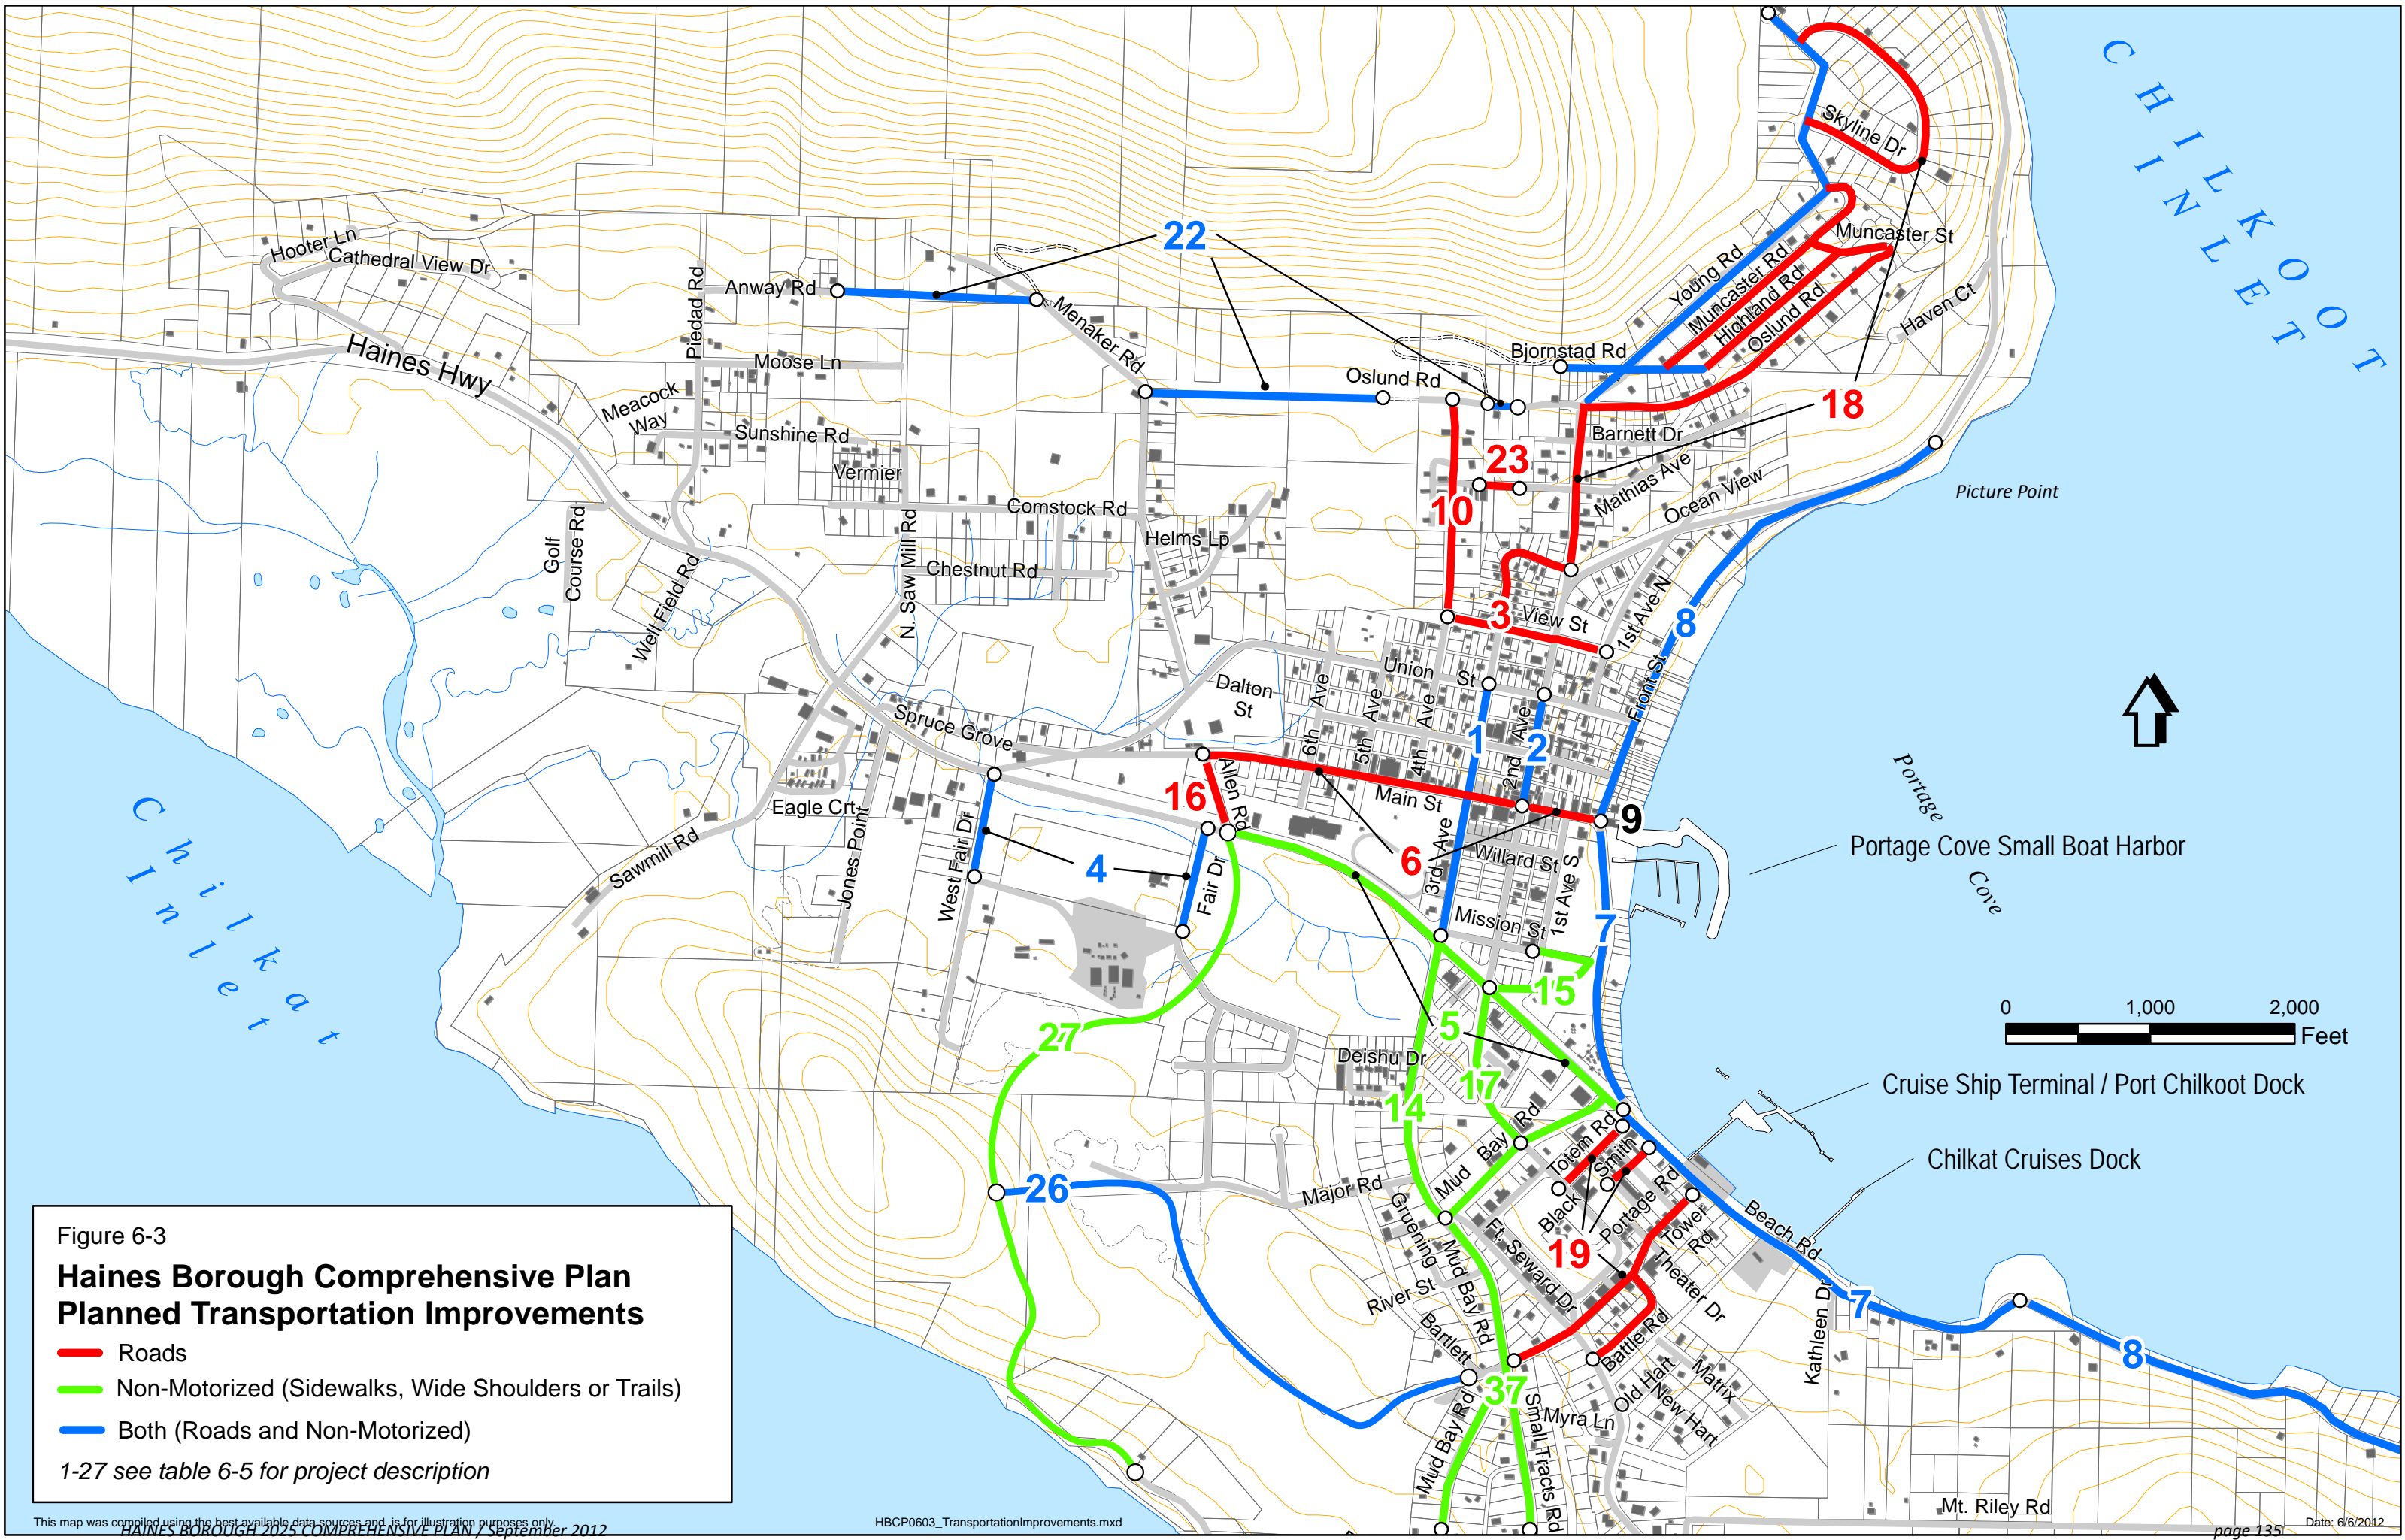 CHILKOOT
INLET
Skyline Dr
Muncaster St
Young Rd
Muncaster Rd
Highland Rd
Oslund Rd
Haven Ct
22
Hooter Ln
Cathedral View Dr
Piedad Rd
Anway Rd
Menaker Rd
Haines Hwy
Moose Ln
Bjornstad Rd
Oslund Rd
18
Meacock
Way
Sunshine Rd
Vermier
Barnett Dr
23
Mathias Ave
Ocean View
Picture Point
10
Comstock Rd
Golf
Course Rd
N. Saw Mill Rd
Helms Lp
Chestnut Rd
Well Field Rd
3
View St
1st Ave N
8
Union St
Front St
Dalton
St
6th Ave
5th Ave
4th Ave
2nd Ave
1
2
Spruce Grove
Allen Rd
16
Main St
9
Portage
Cove
Portage Cove Small Boat Harbor
Eagle Crt
Jones Point
West Fair Dr
4
Fair Dr
6
3rd Ave
Willard St
1st Ave S
Sawmill Rd
Chilkat
Inlet
Mission St
7
15
0 1,000 2,000
Feet
27
5
Deishu Dr
17
14
Cruise Ship Terminal / Port Chilkoot Dock
Mud Bay Rd
Totem Rd
Smith
Chilkat Cruises Dock
26
Major Rd
Black
Portage Rd
Tower
Rd
Beach Rd
Gruening
Ft. Seward Dr
19
Theater Dr
Mud Bay Rd
River St
Bartlett
Battle Rd
Kathleen Dr
7
8
37
Old Hart
New Hart
Matrix
Myra Ln
Mud Bay Rd
Small Tracts Rd
Mt. Riley Rd
Figure 6-3
Haines Borough Comprehensive Plan
Planned Transportation Improvements
Roads
Non-Motorized (Sidewalks, Wide Shoulders or Trails)
Both (Roads and Non-Motorized)
1-27 see table 6-5 for project description
This map was compiled using the best available data sources and is for illustration purposes only.
HAINES BOROUGH 2025 COMPREHENSIVE PLAN / September 2012
HBCP0603_TransportationImprovements.mxd
Date: 6/6/2012
page 135